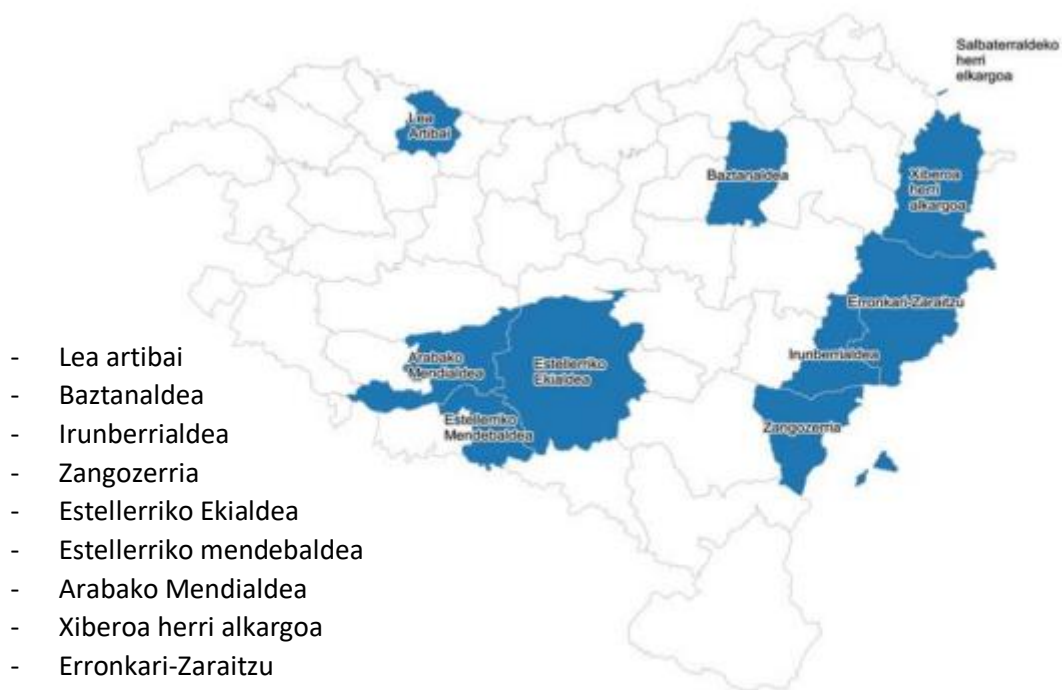 Salbaterraldeko
herri
elkargoa
Lea
Artibai
Baztanaldea
Xiberoa
herri
alkargoa
Erronkari-Zaraitzu
Irunberrialdea
Arabako
Mendialdea
Estellerriko
Ekialdea
Estellerriko
Mendebaldea
Zangozerria
- Lea artibai
- Baztanaldea
- Irunberrialdea
- Zangozerria
- Estellerriko Ekialdea
- Estellerriko mendebaldea
- Arabako Mendialdea
- Xiberoa herri alkargoa
- Erronkari-Zaraitzu